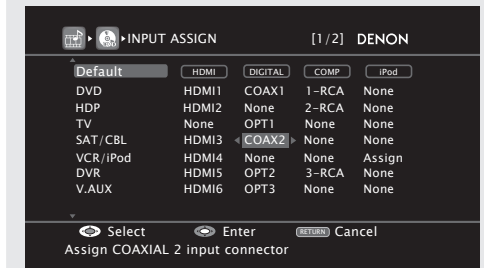 INPUT ASSIGN [1/2] DENON
Default HDMI DIGITAL COMP iPod
DVD HDMI1 COAX1 1-RCA None
HDP HDMI2 None 2-RCA None
TV None OPT1 None None
SAT/CBL HDMI3 COAX2 None None
VCR/iPod HDMI4 None None Assign
DVR HDMI5 OPT2 3-RCA None
V.AUX HDMI6 OPT3 None None
Select Enter RETURN Cancel
Assign COAXIAL 2 input connector